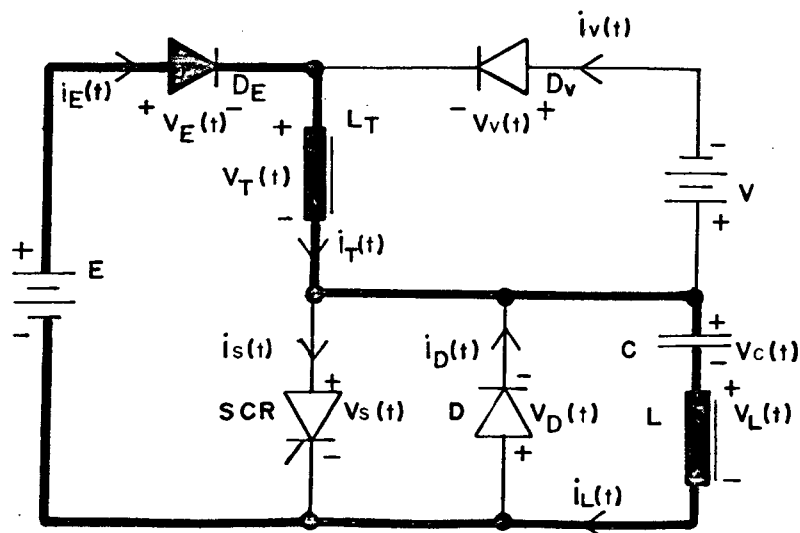 iv(t)
iE(t)
DE
Dv
+ VE(t) -
- Vv(t) +
+
LT
VT(t)
-
iT(t)
-
V
+
+
E
-
iS(t)
iD(t)
C
+
Vc(t)
-
+
-
SCR
VS(t)
D
VD(t)
L
+
VL(t)
-
-
+
iL(t)